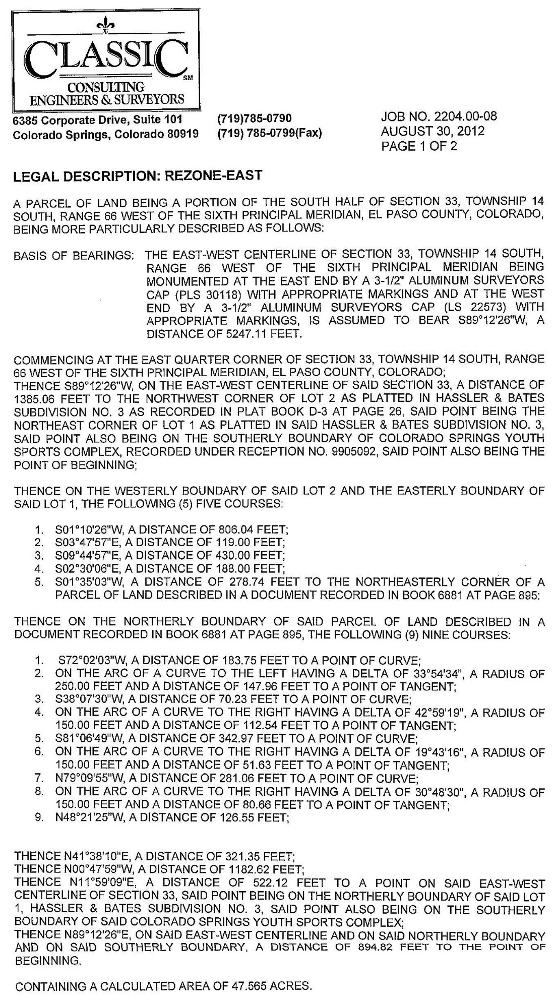 CLASSIC SM
CONSULTING
ENGINEERS & SURVEYORS
6385 Corporate Drive, Suite 101 (719)785-0790
Colorado Springs, Colorado 80919 (719) 785-0799(Fax)
JOB NO. 2204.00-08
AUGUST 30, 2012
PAGE 1 OF 2
LEGAL DESCRIPTION: REZONE-EAST
A PARCEL OF LAND BEING A PORTION OF THE SOUTH HALF OF SECTION 33, TOWNSHIP 14
SOUTH, RANGE 66 WEST OF THE SIXTH PRINCIPAL MERIDIAN, EL PASO COUNTY, COLORADO,
BEING MORE PARTICULARLY DESCRIBED AS FOLLOWS:
BASIS OF BEARINGS: THE EAST-WEST CENTERLINE OF SECTION 33, TOWNSHIP 14 SOUTH,
RANGE 66 WEST OF THE SIXTH PRINCIPAL MERIDIAN BEING
MONUMENTED AT THE EAST END BY A 3-1/2" ALUMINUM SURVEYORS
CAP (PLS 30118) WITH APPROPRIATE MARKINGS AND AT THE WEST
END BY A 3-1/2" ALUMINUM SURVEYORS CAP (LS 22573) WITH
APPROPRIATE MARKINGS, IS ASSUMED TO BEAR S89°12'26"W, A
DISTANCE OF 5247.11 FEET.
COMMENCING AT THE EAST QUARTER CORNER OF SECTION 33, TOWNSHIP 14 SOUTH, RANGE
66 WEST OF THE SIXTH PRINCIPAL MERIDIAN, EL PASO COUNTY, COLORADO;
THENCE S89°12'26"W, ON THE EAST-WEST CENTERLINE OF SAID SECTION 33, A DISTANCE OF
1385.06 FEET TO THE NORTHWEST CORNER OF LOT 2 AS PLATTED IN HASSLER & BATES
SUBDIVISION NO. 3 AS RECORDED IN PLAT BOOK D-3 AT PAGE 26, SAID POINT BEING THE
NORTHEAST CORNER OF LOT 1 AS PLATTED IN SAID HASSLER & BATES SUBDIVISION NO. 3,
SAID POINT ALSO BEING ON THE SOUTHERLY BOUNDARY OF COLORADO SPRINGS YOUTH
SPORTS COMPLEX, RECORDED UNDER RECEPTION NO. 9905092, SAID POINT ALSO BEING THE
POINT OF BEGINNING;
THENCE ON THE WESTERLY BOUNDARY OF SAID LOT 2 AND THE EASTERLY BOUNDARY OF
SAID LOT 1, THE FOLLOWING (5) FIVE COURSES:
1. S01°10'26"W, A DISTANCE OF 806.04 FEET;
2. S03°47'57"E, A DISTANCE OF 119.00 FEET;
3. S09°44'57"E, A DISTANCE OF 430.00 FEET;
4. S02°30'06"E, A DISTANCE OF 188.00 FEET;
5. S01°35'03"W, A DISTANCE OF 278.74 FEET TO THE NORTHEASTERLY CORNER OF A
PARCEL OF LAND DESCRIBED IN A DOCUMENT RECORDED IN BOOK 6881 AT PAGE 895:
THENCE ON THE NORTHERLY BOUNDARY OF SAID PARCEL OF LAND DESCRIBED IN A
DOCUMENT RECORDED IN BOOK 6881 AT PAGE 895, THE FOLLOWING (9) NINE COURSES:
1. S72°02'03"W, A DISTANCE OF 183.75 FEET TO A POINT OF CURVE;
2. ON THE ARC OF A CURVE TO THE LEFT HAVING A DELTA OF 33°54'34", A RADIUS OF
250.00 FEET AND A DISTANCE OF 147.96 FEET TO A POINT OF TANGENT;
3. S38°07'30"W, A DISTANCE OF 70.23 FEET TO A POINT OF CURVE;
4. ON THE ARC OF A CURVE TO THE RIGHT HAVING A DELTA OF 42°59'19", A RADIUS OF
150.00 FEET AND A DISTANCE OF 112.54 FEET TO A POINT OF TANGENT;
5. S81°06'49"W, A DISTANCE OF 342.97 FEET TO A POINT OF CURVE;
6. ON THE ARC OF A CURVE TO THE RIGHT HAVING A DELTA OF 19°43'16", A RADIUS OF
150.00 FEET AND A DISTANCE OF 51.63 FEET TO A POINT OF TANGENT;
7. N79°09'55"W, A DISTANCE OF 281.06 FEET TO A POINT OF CURVE;
8. ON THE ARC OF A CURVE TO THE RIGHT HAVING A DELTA OF 30°48'30", A RADIUS OF
150.00 FEET AND A DISTANCE OF 80.66 FEET TO A POINT OF TANGENT;
9. N48°21'25"W, A DISTANCE OF 126.55 FEET;
THENCE N41°38'10"E, A DISTANCE OF 321.35 FEET;
THENCE N00°47'59"W, A DISTANCE OF 1182.62 FEET;
THENCE N11°59'09"E, A DISTANCE OF 522.12 FEET TO A POINT ON SAID EAST-WEST
CENTERLINE OF SECTION 33, SAID POINT BEING ON THE NORTHERLY BOUNDARY OF SAID LOT
1, HASSLER & BATES SUBDIVISION NO. 3, SAID POINT ALSO BEING ON THE SOUTHERLY
BOUNDARY OF SAID COLORADO SPRINGS YOUTH SPORTS COMPLEX;
THENCE N89°12'26"E, ON SAID EAST-WEST CENTERLINE AND ON SAID NORTHERLY BOUNDARY
AND ON SAID SOUTHERLY BOUNDARY, A DISTANCE OF 894.82 FEET TO THE POINT OF
BEGINNING.
CONTAINING A CALCULATED AREA OF 47.565 ACRES.